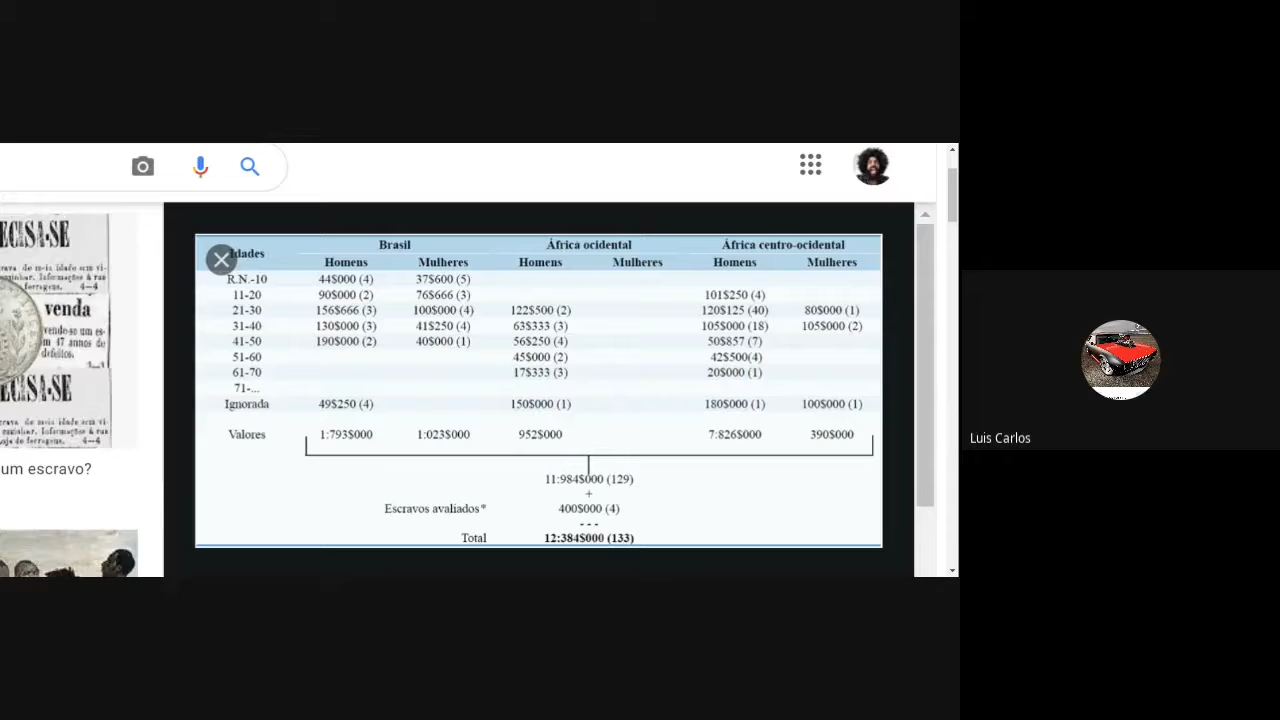 ECISA-SE
venda
ECISA-SE
um escravo?
Brasil África ocidental África centro-ocidental
Idades Homens Mulheres Homens Mulheres Homens Mulheres
R.N.-10 44$000 (4) 37$600 (5)
11-20 90$000 (2) 76$666 (3) 101$250 (4)
21-30 156$666 (3) 100$000 (4) 122$500 (2) 120$125 (40) 80$000 (1)
31-40 130$000 (3) 41$250 (4) 63$333 (3) 105$000 (18) 105$000 (2)
41-50 190$000 (2) 40$000 (1) 56$250 (4) 50$857 (7)
51-60 45$000 (2) 42$500(4)
61-70 17$333 (3) 20$000 (1)
71-...
Ignorada 49$250 (4) 150$000 (1) 180$000 (1) 100$000 (1)
Valores 1:793$000 1:023$000 952$000 7:826$000 390$000
11:984$000 (129)
+
Escravos avaliados* 400$000 (4)
---
Total 12:384$000 (133)
Luis Carlos